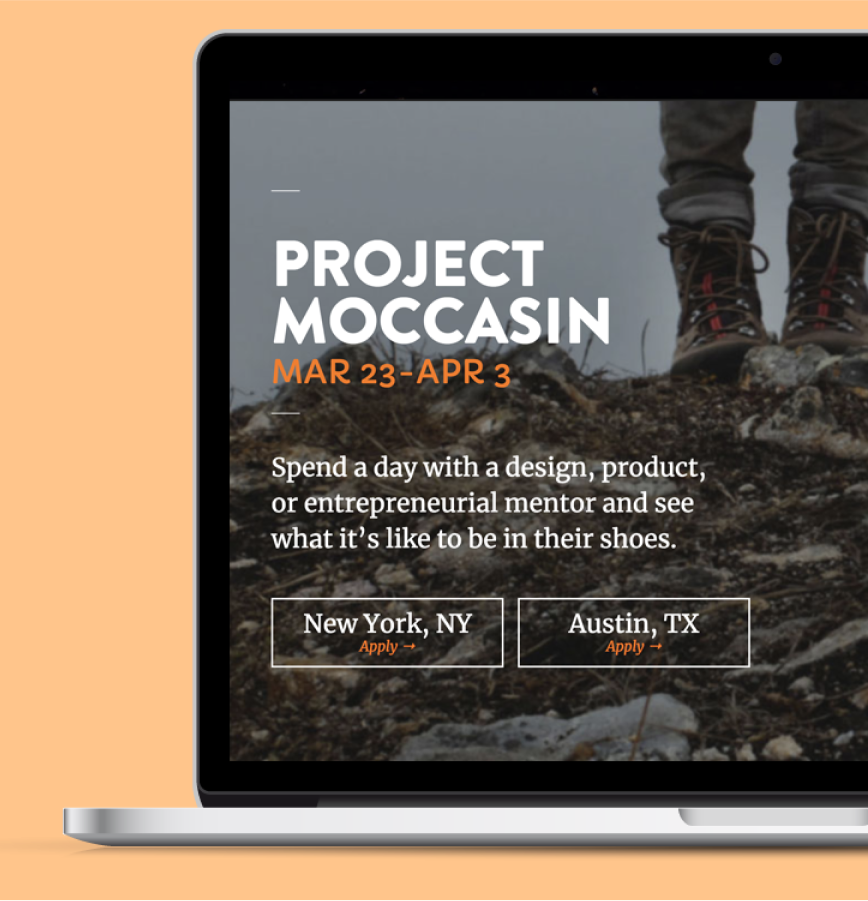 PROJECT
MOCCASIN
MAR 23-APR 3
Spend a day with a design, product,
or entrepreneurial mentor and see
what it’s like to be in their shoes.
New York, NY
Apply →
Austin, TX
Apply →